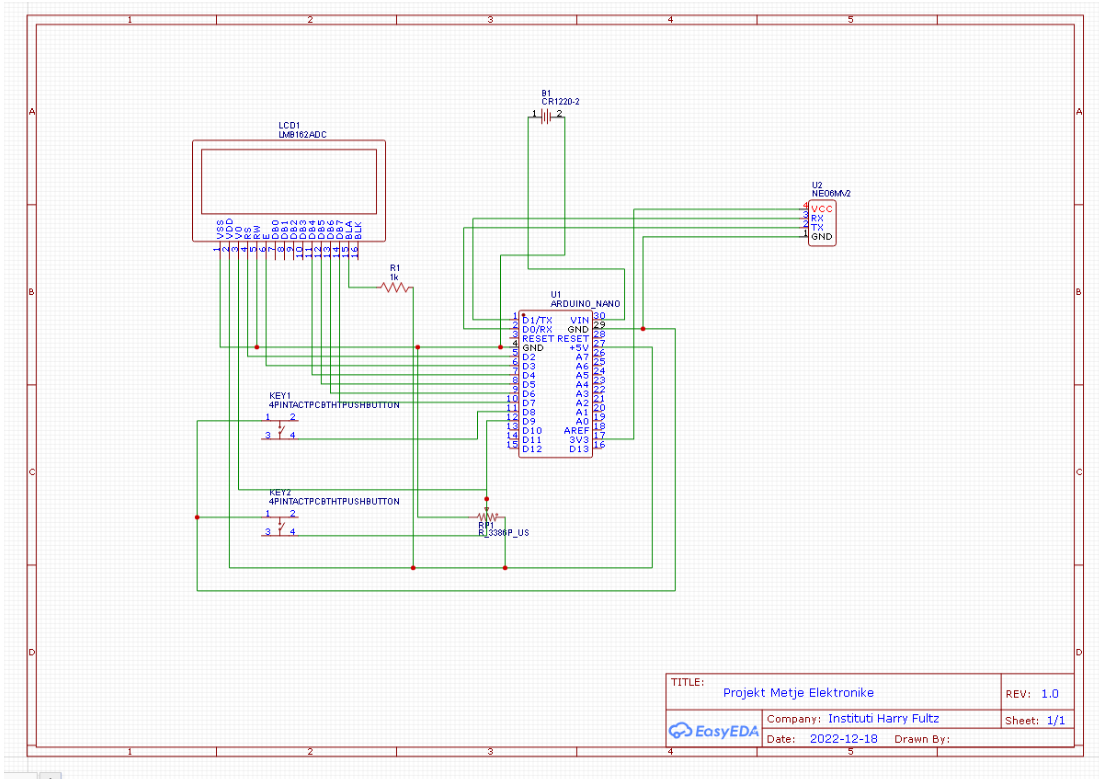 1 2 3 4 5
A A
B1
CR1220-2
1 2
LCD1
LMB162ADC
U2
NEO6MV2
4 VCC
3 RX
2 TX
1 GND
VSS VDD V0 RS RW E DB0 DB1 DB2 DB3 DB4 DB5 DB6 DB7 BLA BLK
1 2 3 4 5 6 7 8 9 10 11 12 13 14 15 16
R1
1k
B B
U1
ARDUINO_NANO
1 D1/TX VIN 30
2 D0/RX GND 29
3 RESET RESET 28
4 GND +5V 27
5 D2 A7 26
6 D3 A6 25
7 D4 A5 24
8 D5 A4 23
9 D6 A3 22
10 D7 A2 21
11 D8 A1 20
12 D9 A0 19
13 D10 AREF 18
14 D11 3V3 17
15 D12 D13 16
KEY1
4PINTACTPCBTHTPUSHBUTTON
1 2
3 4
C C
KEY2
4PINTACTPCBTHTPUSHBUTTON
1 2
3 4
RP1
R_3386P_US
D D
TITLE:
Projekt Metje Elektronike
REV: 1.0
EasyEDA
Company: Instituti Harry Fultz
Sheet: 1/1
Date: 2022-12-18 Drawn By:
1 2 3 4 5